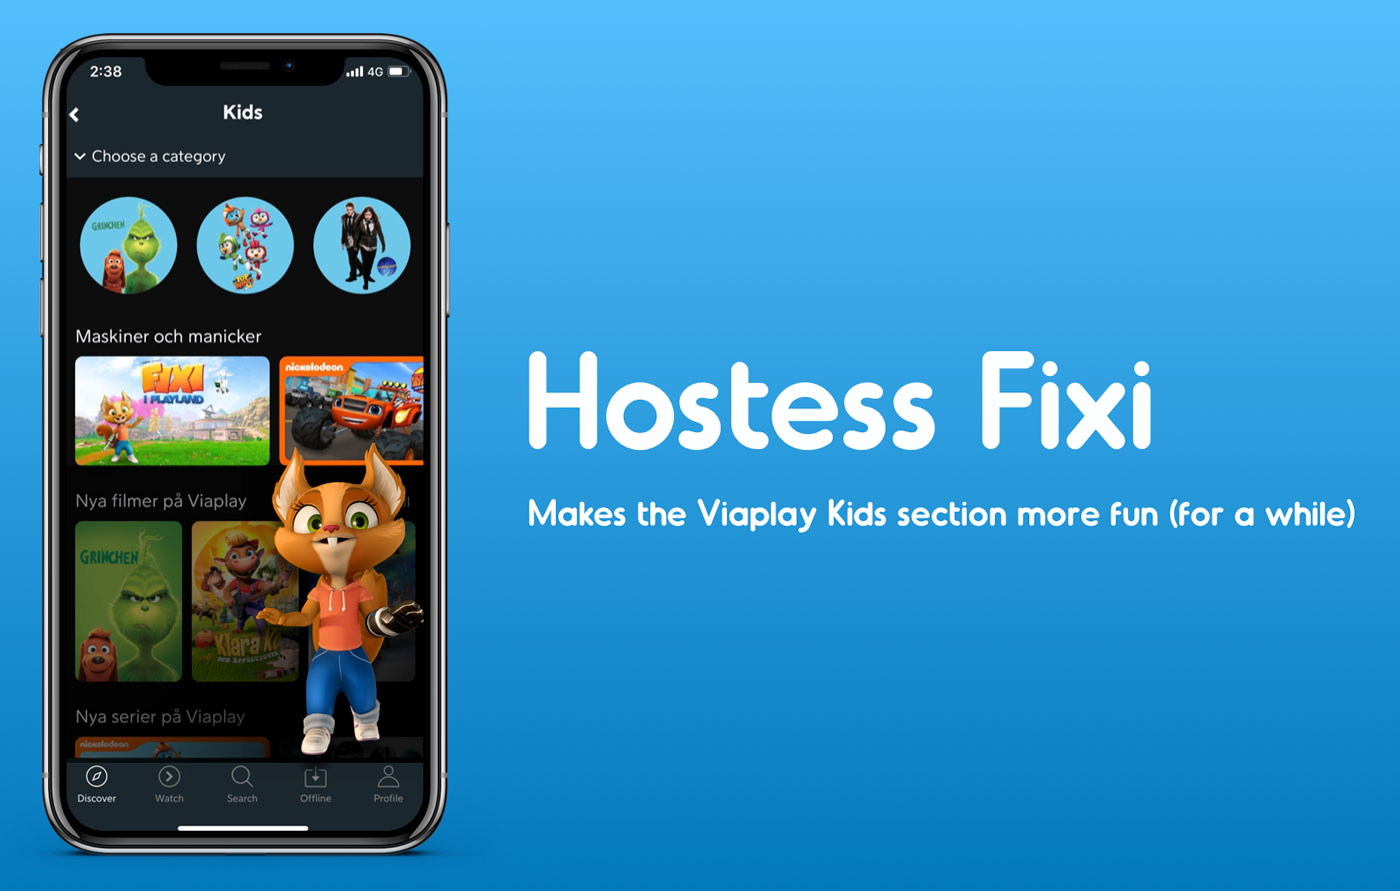 2:38
4G
Kids
Choose a category
GRINCHEN
Maskiner och manicker
FIXI
I PLAYLAND
nickelodeon
Nya filmer på Viaplay
GRINCHEN
Klara K
Nya serier på Viaplay
nickelodeon
Discover
Watch
Search
Offline
Profile
Hostess Fixi
Makes the Viaplay Kids section more fun (for a while)